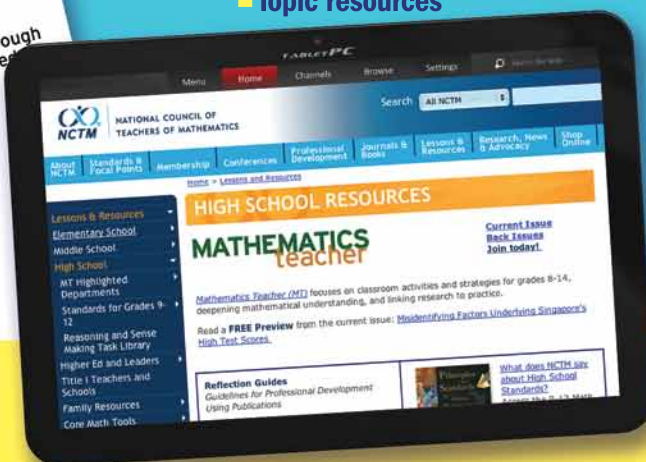 Topic resources
ough
TABLET PC
Menu Home Channels Browse Settings
NCTM
NATIONAL COUNCIL OF
TEACHERS OF MATHEMATICS
Search All NCTM
About NCTM
Standards & Focal Points
Membership
Conferences
Professional Development
Journals & Books
Lessons & Resources
Research, News & Advocacy
Shop Online
Home > Lessons and Resources
Lessons & Resources
Elementary School
Middle School
High School
MT Highlighted
Departments
Standards for Grades 9-
12
Reasoning and Sense
Making Task Library
Higher Ed and Leaders
Title I Teachers and
Schools
Family Resources
Core Math Tools
HIGH SCHOOL RESOURCES
MATHEMATICS
teacher
Current Issue
Back Issues
Join today!
Mathematics Teacher (MT) focuses on classroom activities and strategies for grades 8-14,
deepening mathematical understanding, and linking research to practice.
Read a FREE Preview from the current issue: Misidentifying Factors Underlying Singapore's
High Test Scores.
Reflection Guides
Guidelines for Professional Development
Using Publications
Principles
What does NCTM say
about High School
Standards?